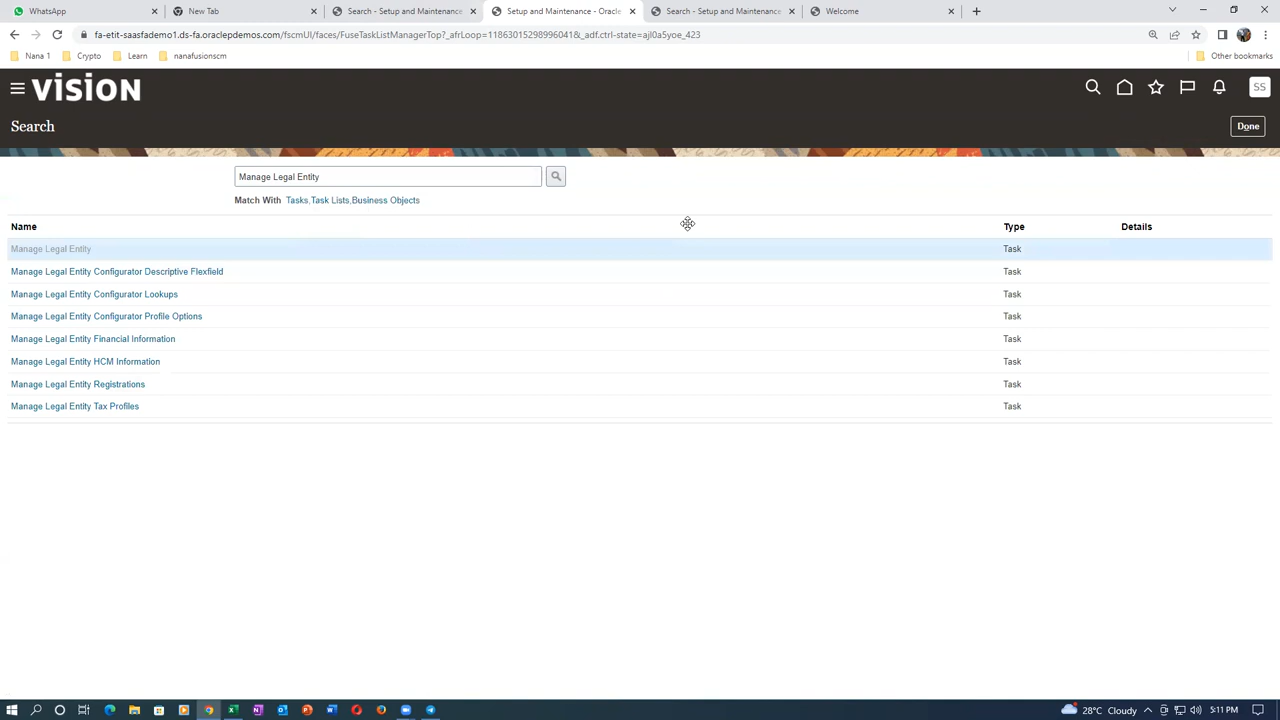 WhatsApp
New Tab
Search - Setup and Maintenance
Setup and Maintenance - Oracle
Search - Setup and Maintenance
Welcome
fa-etit-saasfademo1.ds-fa.oraclepdemos.com/fscmUI/faces/FuseTaskListManagerTop?_afrLoop=11863015298996041&_adf.ctrl-state=ajl0a5yoe_423
Nana 1
Crypto
Learn
nanafusionscm
Other bookmarks
VISION
SS
Search
Done
Manage Legal Entity
Match With Tasks,Task Lists,Business Objects
Name Type Details
Manage Legal Entity Task
Manage Legal Entity Configurator Descriptive Flexfield Task
Manage Legal Entity Configurator Lookups Task
Manage Legal Entity Configurator Profile Options Task
Manage Legal Entity Financial Information Task
Manage Legal Entity HCM Information Task
Manage Legal Entity Registrations Task
Manage Legal Entity Tax Profiles Task
28°C Cloudy 5:11 PM